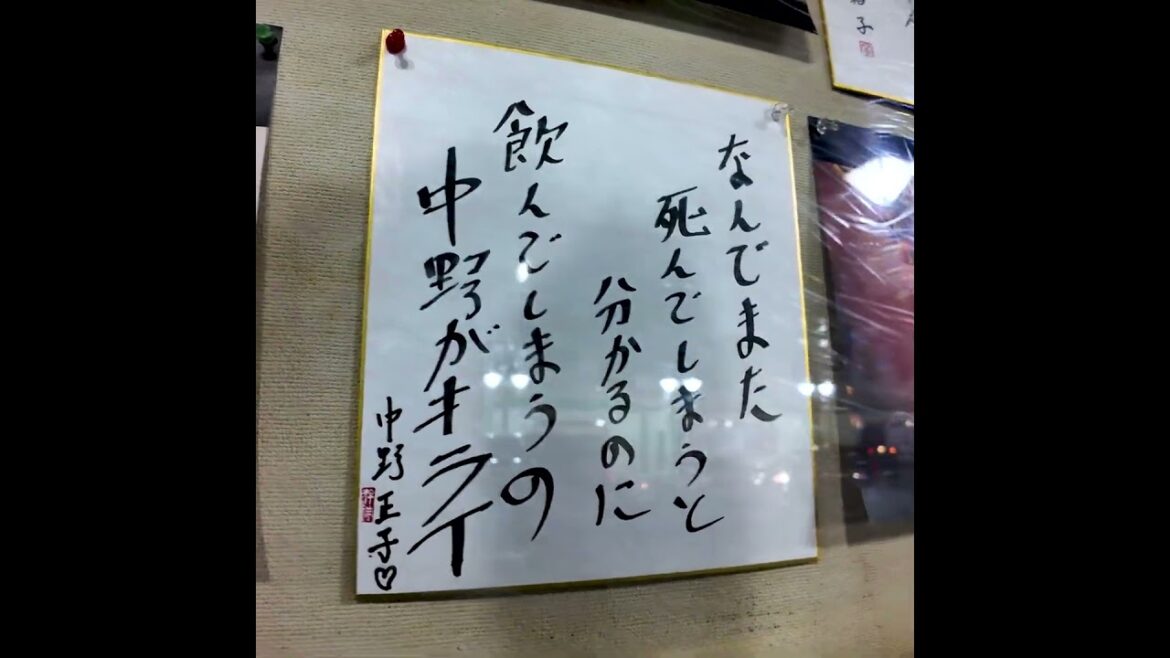 なんでまた
死んでしまうと
分かるのに
飲んでしまうの
中野がキライ
中野正子♡
子